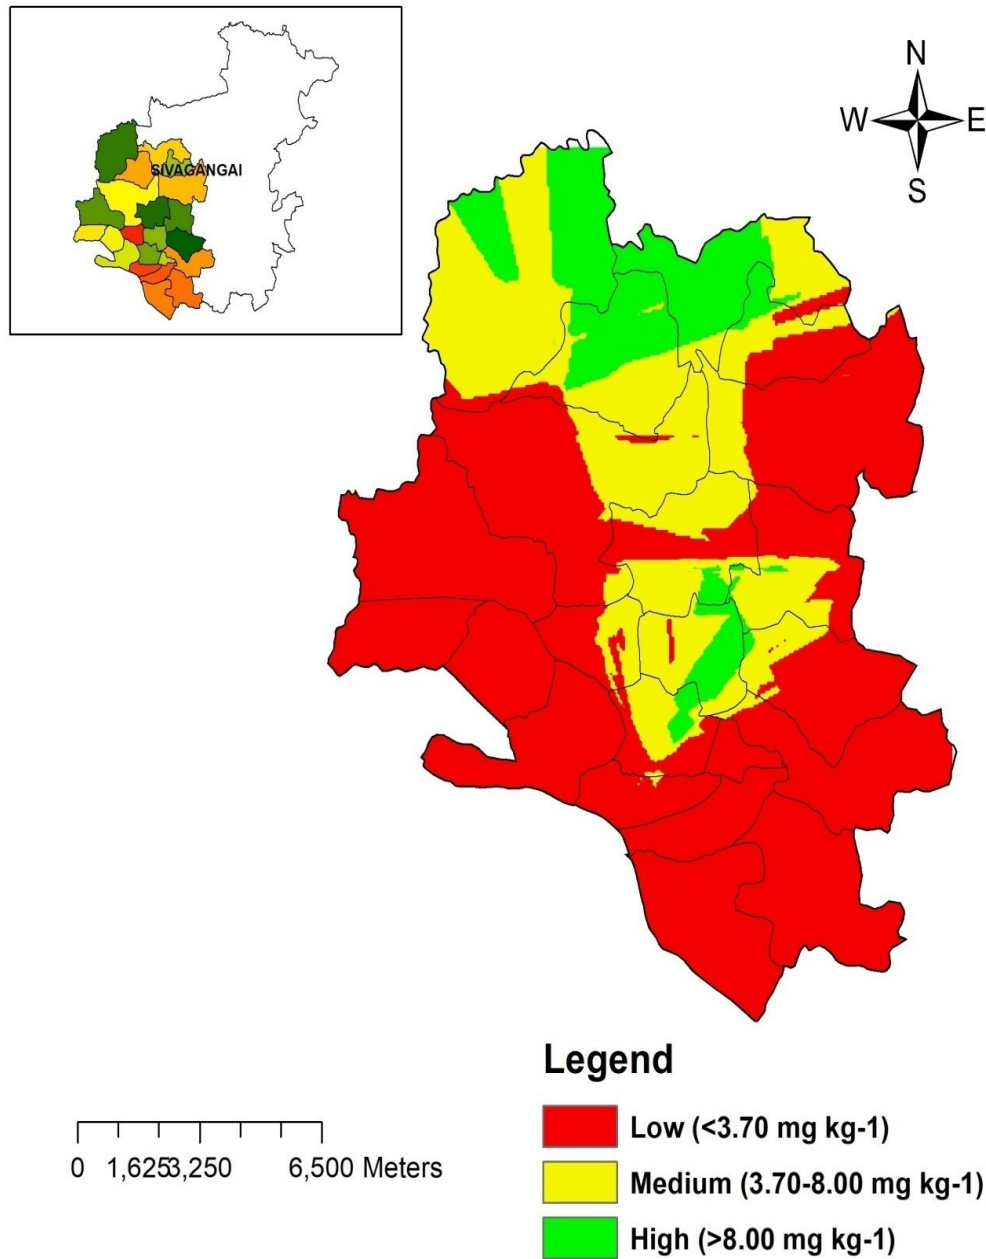 SIVAGANGAI
N
W E
S
Legend
Low (<3.70 mg kg-1)
Medium (3.70-8.00 mg kg-1)
High (>8.00 mg kg-1)
0 1,6253,250 6,500 Meters